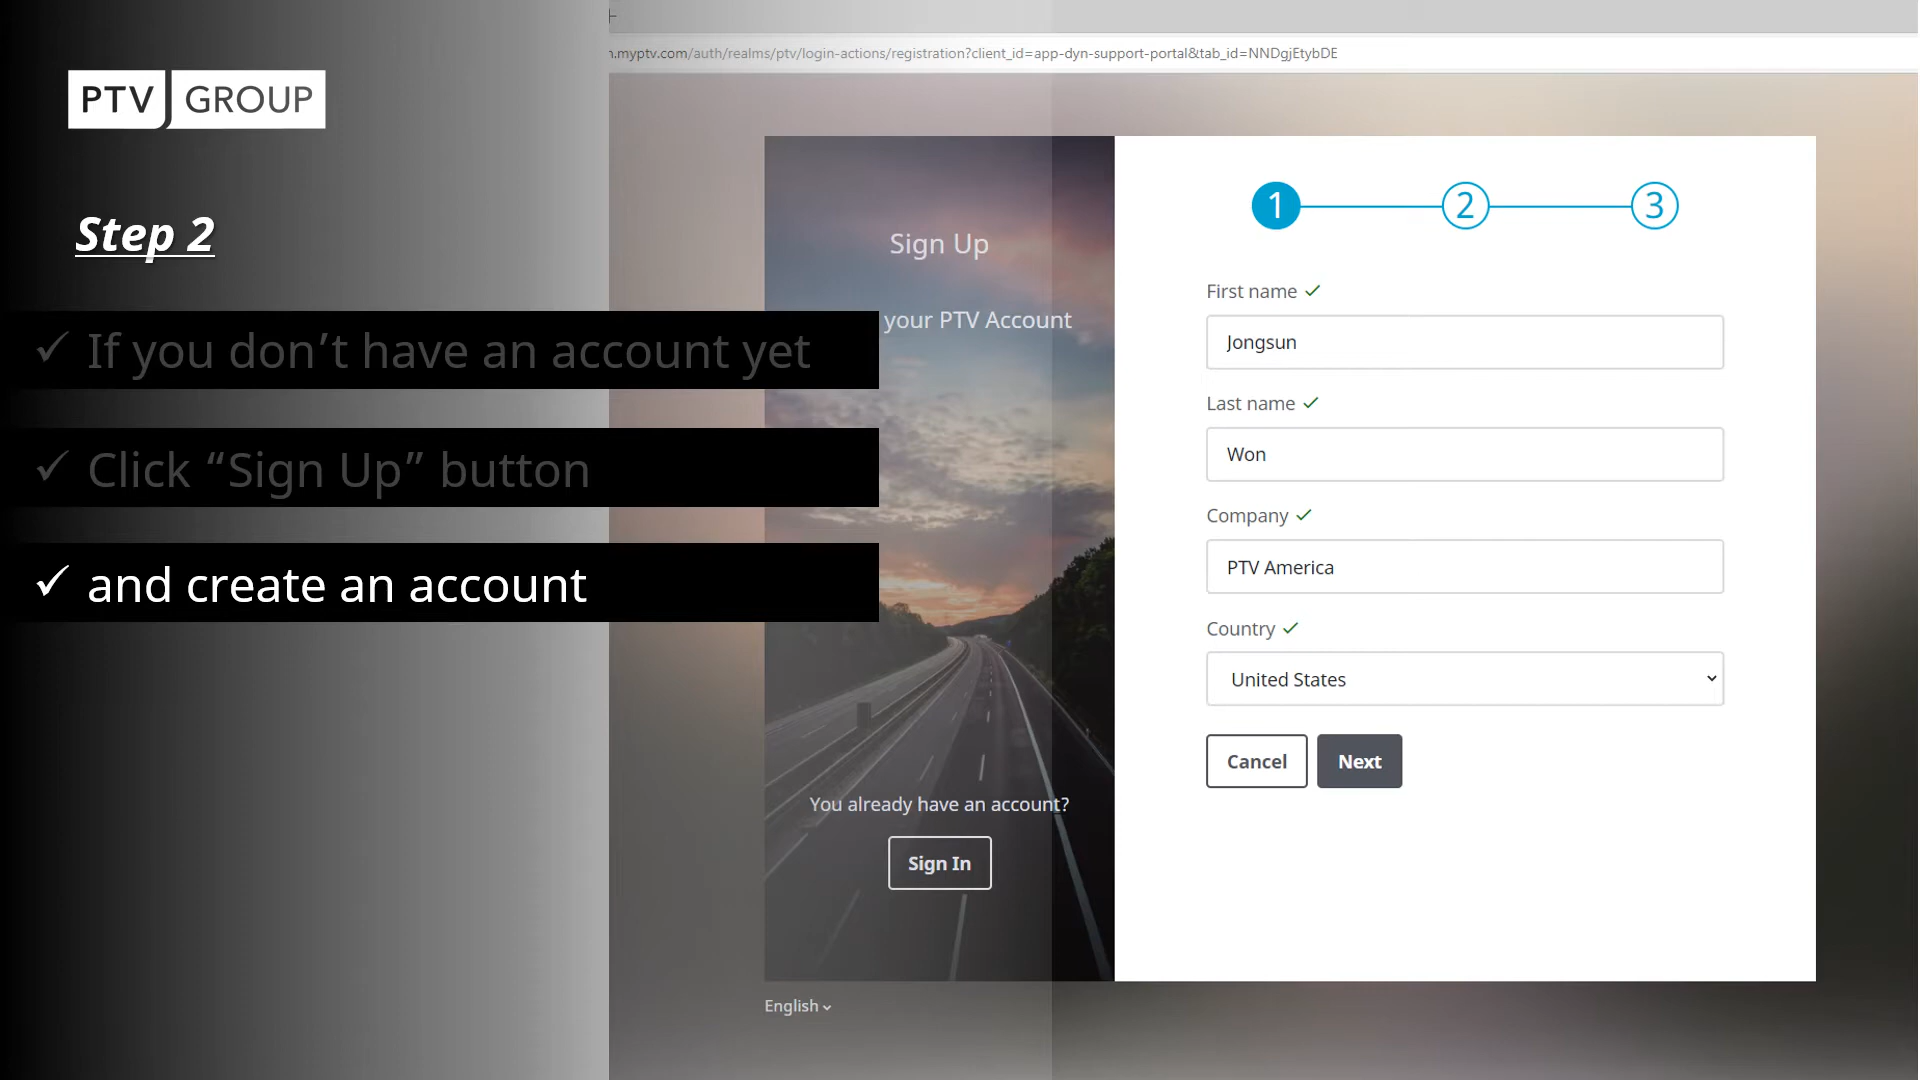 n.myptv.com/auth/realms/ptv/login-actions/registration?client_id=app-dyn-support-portal&tab_id=NNDgjEtybDE
PTV GROUP
Step 2
✓ If you don’t have an account yet
✓ Click “Sign Up” button
✓ and create an account
Sign Up
your PTV Account
You already have an account?
Sign In
English
1 2 3
First name ✓
Jongsun
Last name ✓
Won
Company ✓
PTV America
Country ✓
United States
Cancel Next